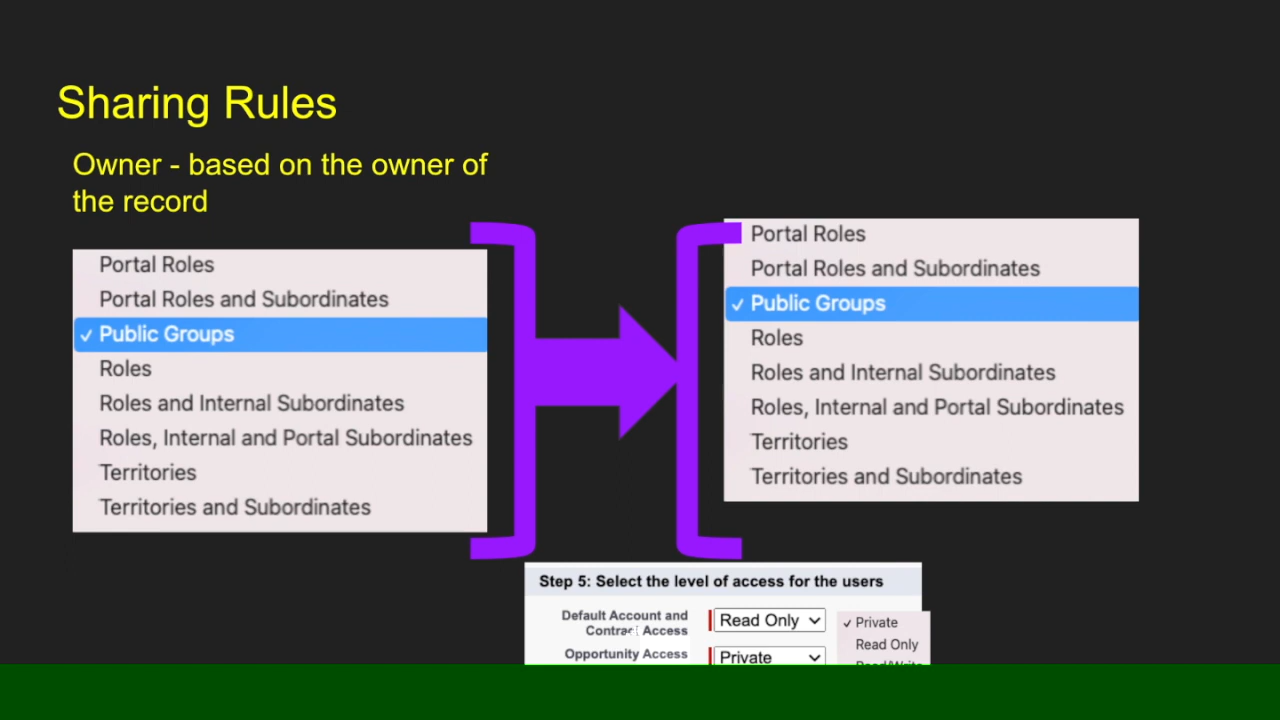 Sharing Rules
Owner - based on the owner of
the record
Portal Roles
Portal Roles and Subordinates
✓ Public Groups
Roles
Roles and Internal Subordinates
Roles, Internal and Portal Subordinates
Territories
Territories and Subordinates
Portal Roles
Portal Roles and Subordinates
✓ Public Groups
Roles
Roles and Internal Subordinates
Roles, Internal and Portal Subordinates
Territories
Territories and Subordinates
Step 5: Select the level of access for the users
Default Account and
Contract Access
Read Only
Opportunity Access
Private
✓ Private
Read Only
Read/Write